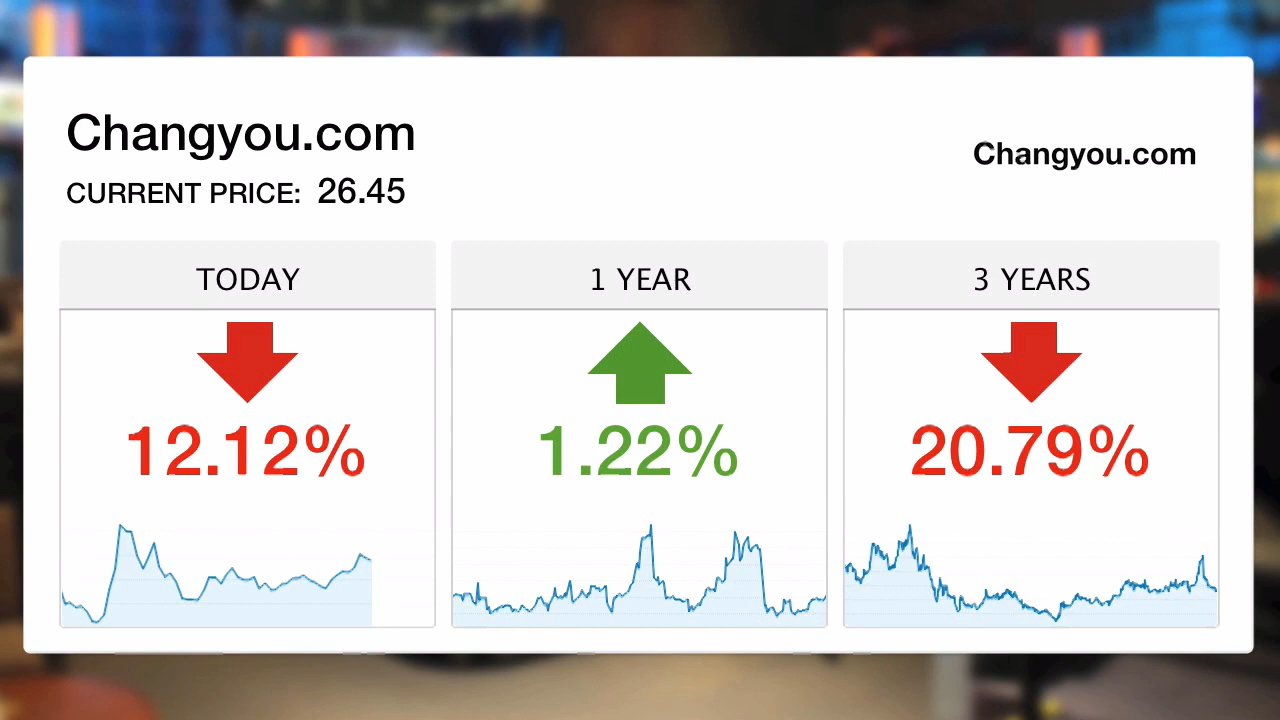 Changyou.com
Changyou.com
CURRENT PRICE: 26.45
TODAY
1 YEAR
3 YEARS
12.12%
1.22%
20.79%